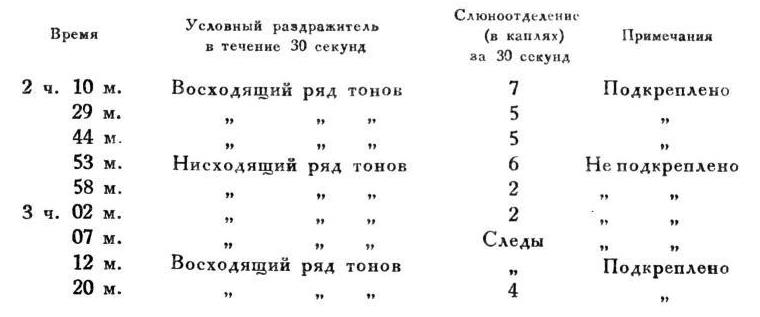 Время Условный раздражитель в течение 30 секунд Слюноотделение (в каплях) за 30 секунд Примечания
2 ч. 10 м. Восходящий ряд тонов 7 Подкреплено
29 м. „ „ „ 5 „
44 м. „ „ „ 5 „
53 м. Нисходящий ряд тонов 6 Не подкреплено
58 м. „ „ „ 2 „ „
3 ч. 02 м. „ „ „ 2 „ „
07 м. „ „ „ Следы „ „
12 м. Восходящий ряд тонов „ Подкреплено
20 м. „ „ „ 4 „